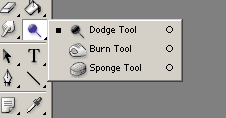 Dodge Tool O
Burn Tool O
T
Sponge Tool O